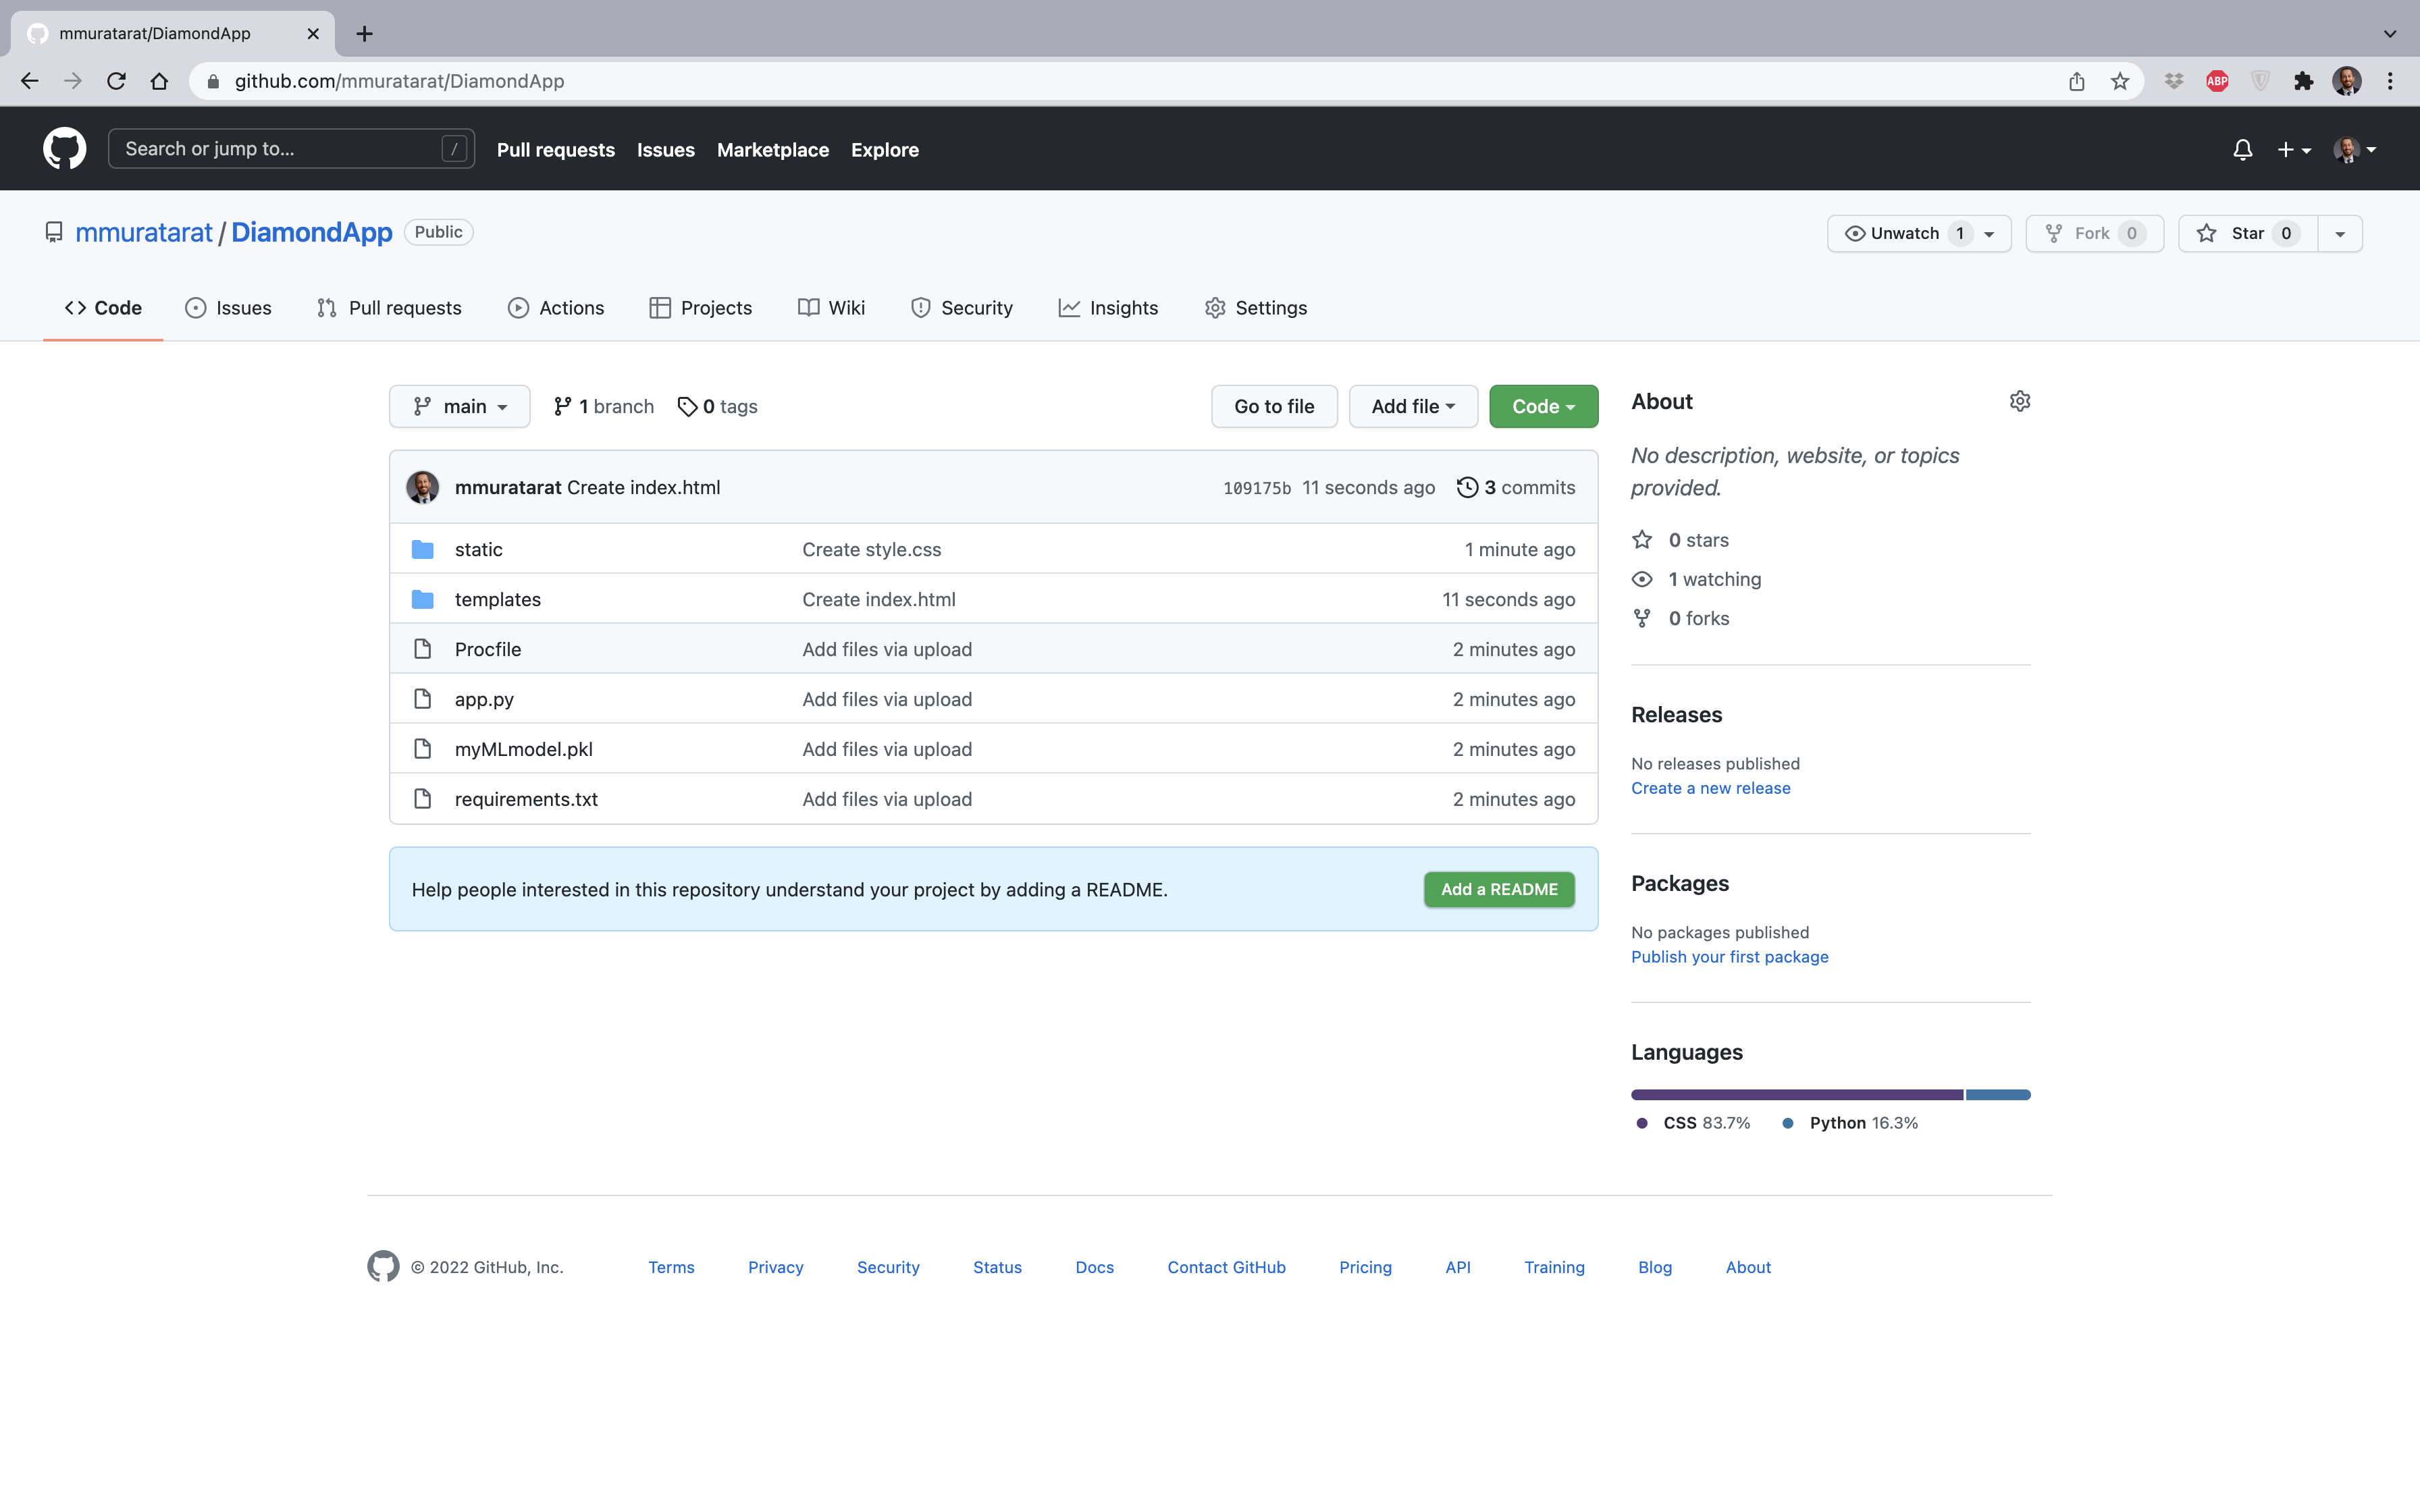 mmuratarat/DiamondApp
github.com/mmuratarat/DiamondApp
ABP
Search or jump to... /
Pull requests Issues Marketplace Explore
mmuratarat / DiamondApp Public
Unwatch 1 Fork 0 Star 0
Code Issues Pull requests Actions Projects Wiki Security Insights Settings
main 1 branch 0 tags Go to file Add file Code
mmuratarat Create index.html 109175b 11 seconds ago 3 commits
static Create style.css 1 minute ago
templates Create index.html 11 seconds ago
Procfile Add files via upload 2 minutes ago
app.py Add files via upload 2 minutes ago
myMLmodel.pkl Add files via upload 2 minutes ago
requirements.txt Add files via upload 2 minutes ago
Help people interested in this repository understand your project by adding a README. Add a README
About
No description, website, or topics
provided.
0 stars
1 watching
0 forks
Releases
No releases published
Create a new release
Packages
No packages published
Publish your first package
Languages
CSS 83.7% Python 16.3%
© 2022 GitHub, Inc. Terms Privacy Security Status Docs Contact GitHub Pricing API Training Blog About